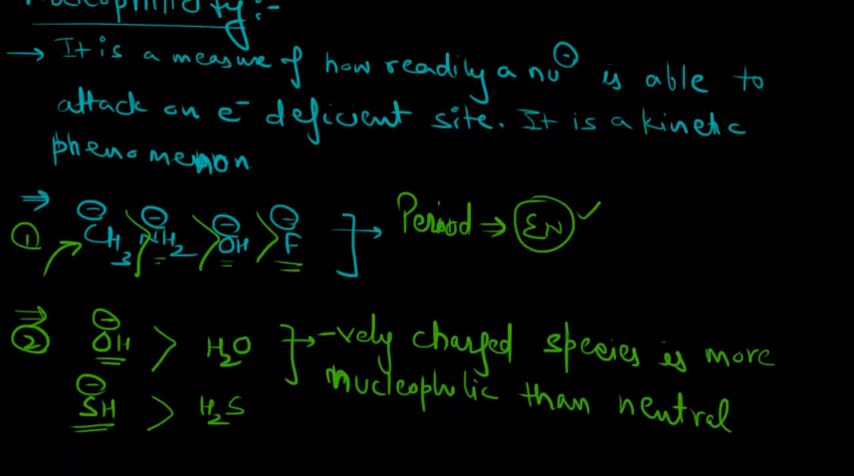 Nucleophilicity :-
→ It is a measure of how readily a nu⊖ is able to
attack an e⁻ deficient site. It is a kinetic
phenomenon
⇒ ① ⊖CH₃ > ⊖NH₂ > ⊖OH > ⊖F ] → Period → EN ✓
⇒ ② ⊖OH > H₂O ] → -vely charged species is more
⊖SH > H₂S nucleophilic than neutral